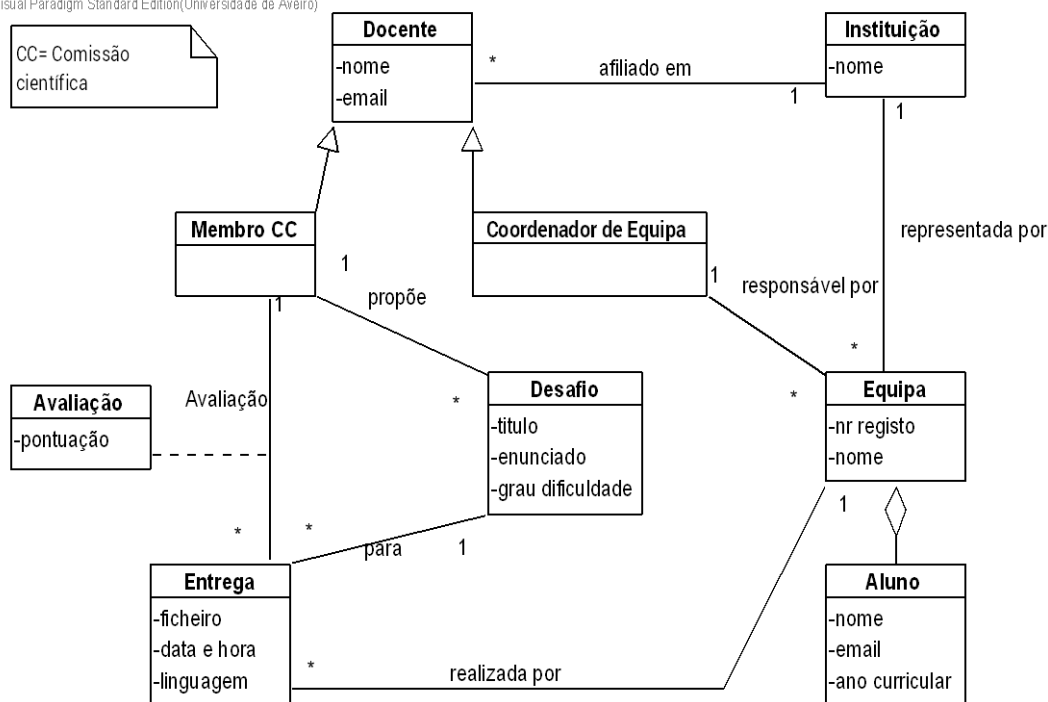 isual Paradigm Standard Edition(Universidade de Aveiro)
CC= Comissão
científica
Docente
-nome
-email
Instituição
-nome
*
afiliado em
1
1
Membro CC
Coordenador de Equipa
representada por
1
1
propõe
1
responsável por
*
Avaliação
-pontuação
Avaliação
*
Desafio
-titulo
-enunciado
-grau dificuldade
*
Equipa
-nr registo
-nome
*
*
para
1
1
Entrega
-ficheiro
-data e hora
-linguagem
*
realizada por
Aluno
-nome
-email
-ano curricular